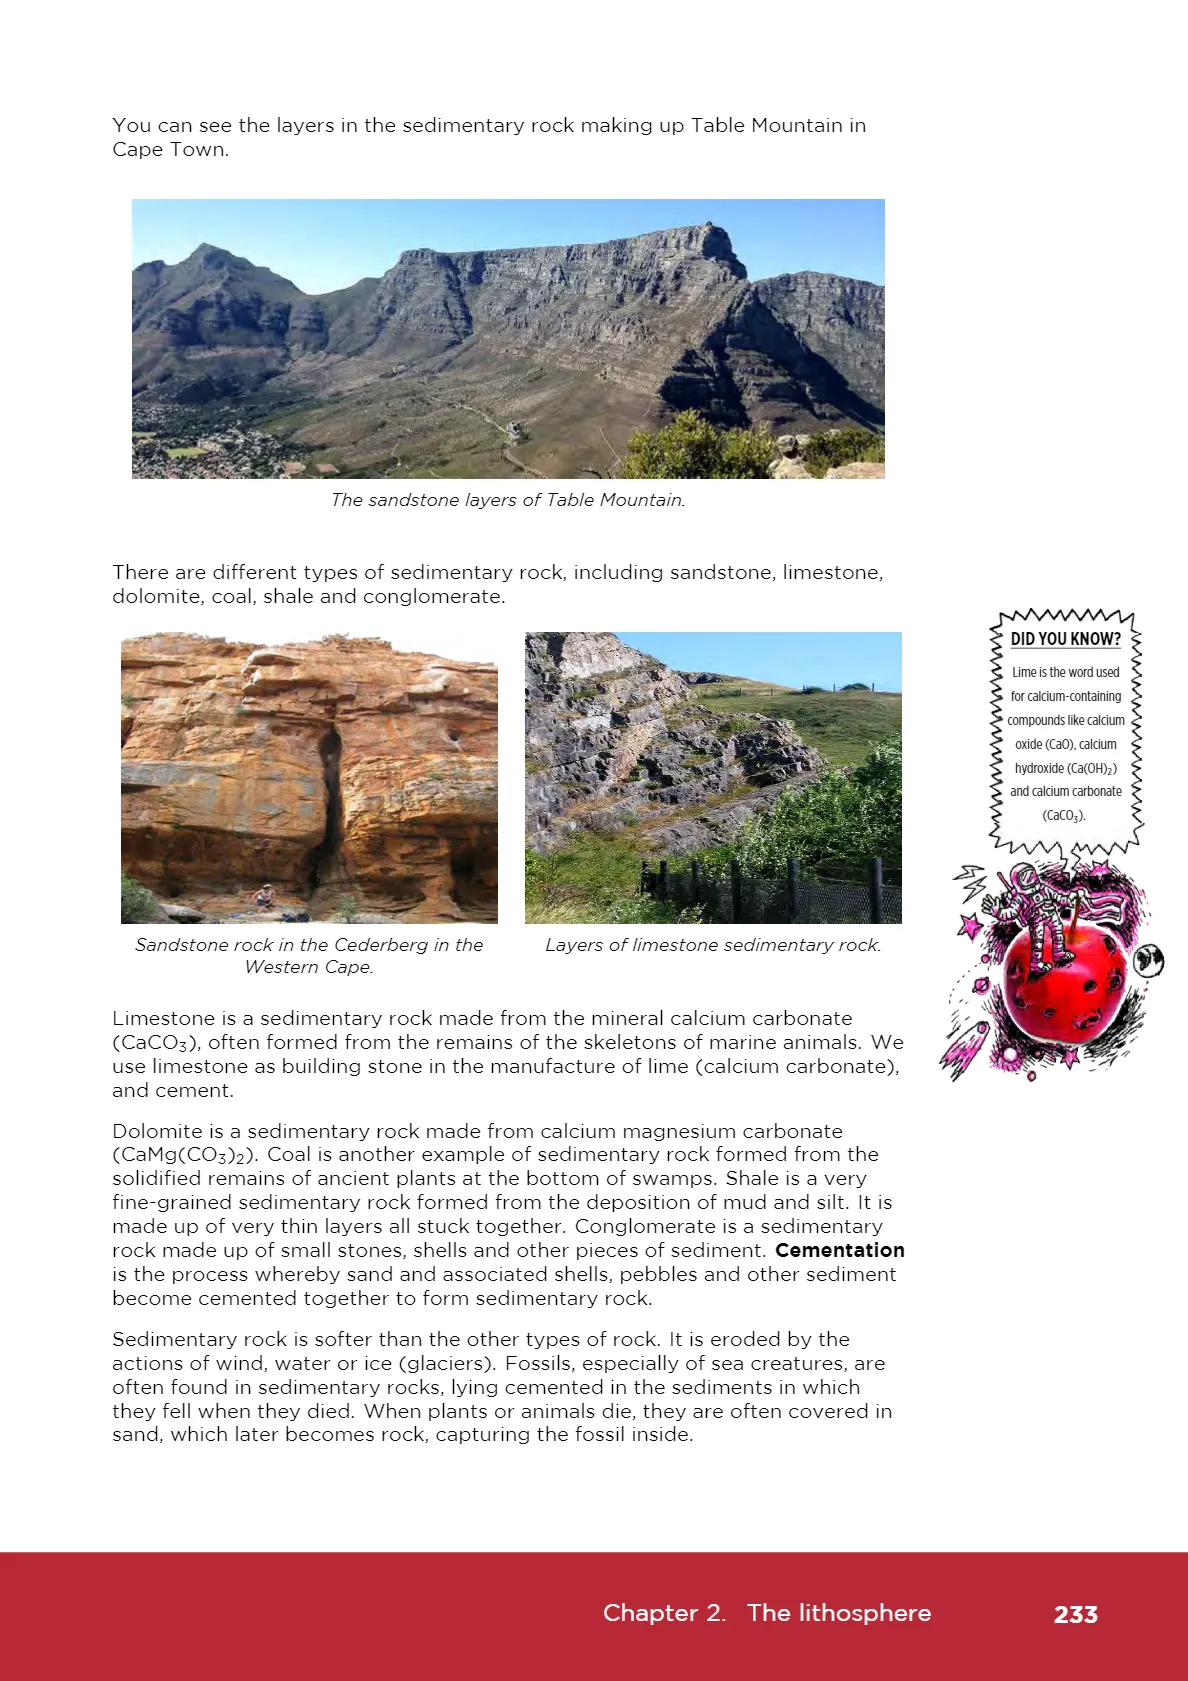 You can see the layers in the sedimentary rock making up Table Mountain in
Cape Town.
The sandstone layers of Table Mountain.
There are different types of sedimentary rock, including sandstone, limestone,
dolomite, coal, shale and conglomerate.
Sandstone rock in the Cederberg in the
Western Cape.
Layers of limestone sedimentary rock.
DID YOU KNOW?
Lime is the word used
for calcium-containing
compounds like calcium
oxide (CaO), calcium
hydroxide (Ca(OH)₂)
and calcium carbonate
(CaCO₃).
Limestone is a sedimentary rock made from the mineral calcium carbonate
(CaCO₃), often formed from the remains of the skeletons of marine animals. We
use limestone as building stone in the manufacture of lime (calcium carbonate),
and cement.
Dolomite is a sedimentary rock made from calcium magnesium carbonate
(CaMg(CO₃)₂). Coal is another example of sedimentary rock formed from the
solidified remains of ancient plants at the bottom of swamps. Shale is a very
fine-grained sedimentary rock formed from the deposition of mud and silt. It is
made up of very thin layers all stuck together. Conglomerate is a sedimentary
rock made up of small stones, shells and other pieces of sediment. Cementation
is the process whereby sand and associated shells, pebbles and other sediment
become cemented together to form sedimentary rock.
Sedimentary rock is softer than the other types of rock. It is eroded by the
actions of wind, water or ice (glaciers). Fossils, especially of sea creatures, are
often found in sedimentary rocks, lying cemented in the sediments in which
they fell when they died. When plants or animals die, they are often covered in
sand, which later becomes rock, capturing the fossil inside.
Chapter 2. The lithosphere 233